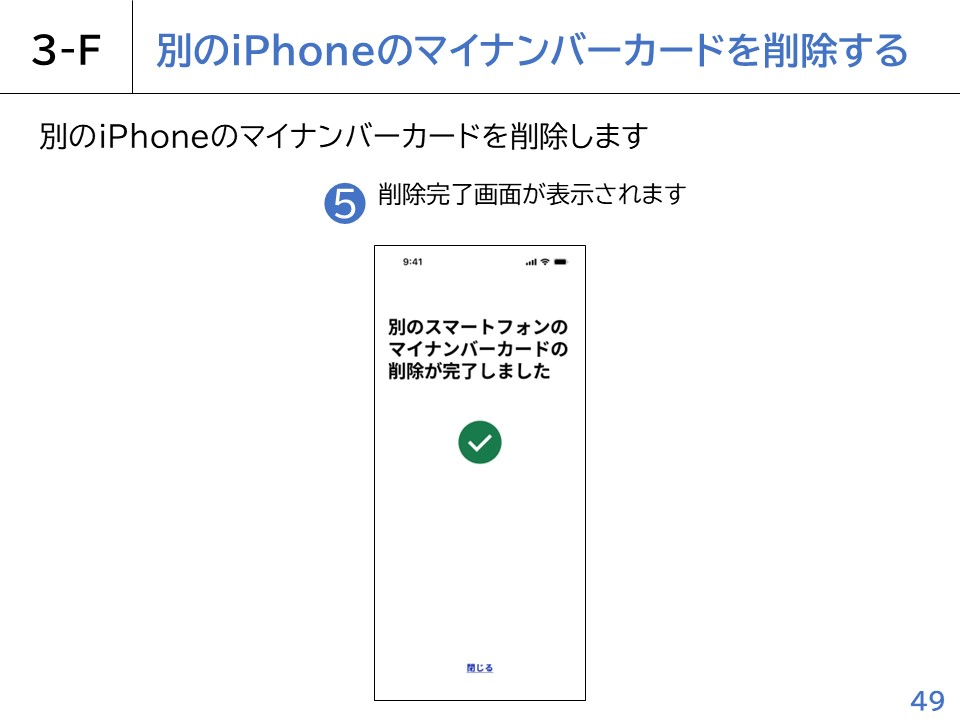 3-F
別のiPhoneのマイナンバーカードを削除する
別のiPhoneのマイナンバーカードを削除します
5
削除完了画面が表示されます
9:41
別のスマートフォンの
マイナンバーカードの
削除が完了しました
閉じる
49